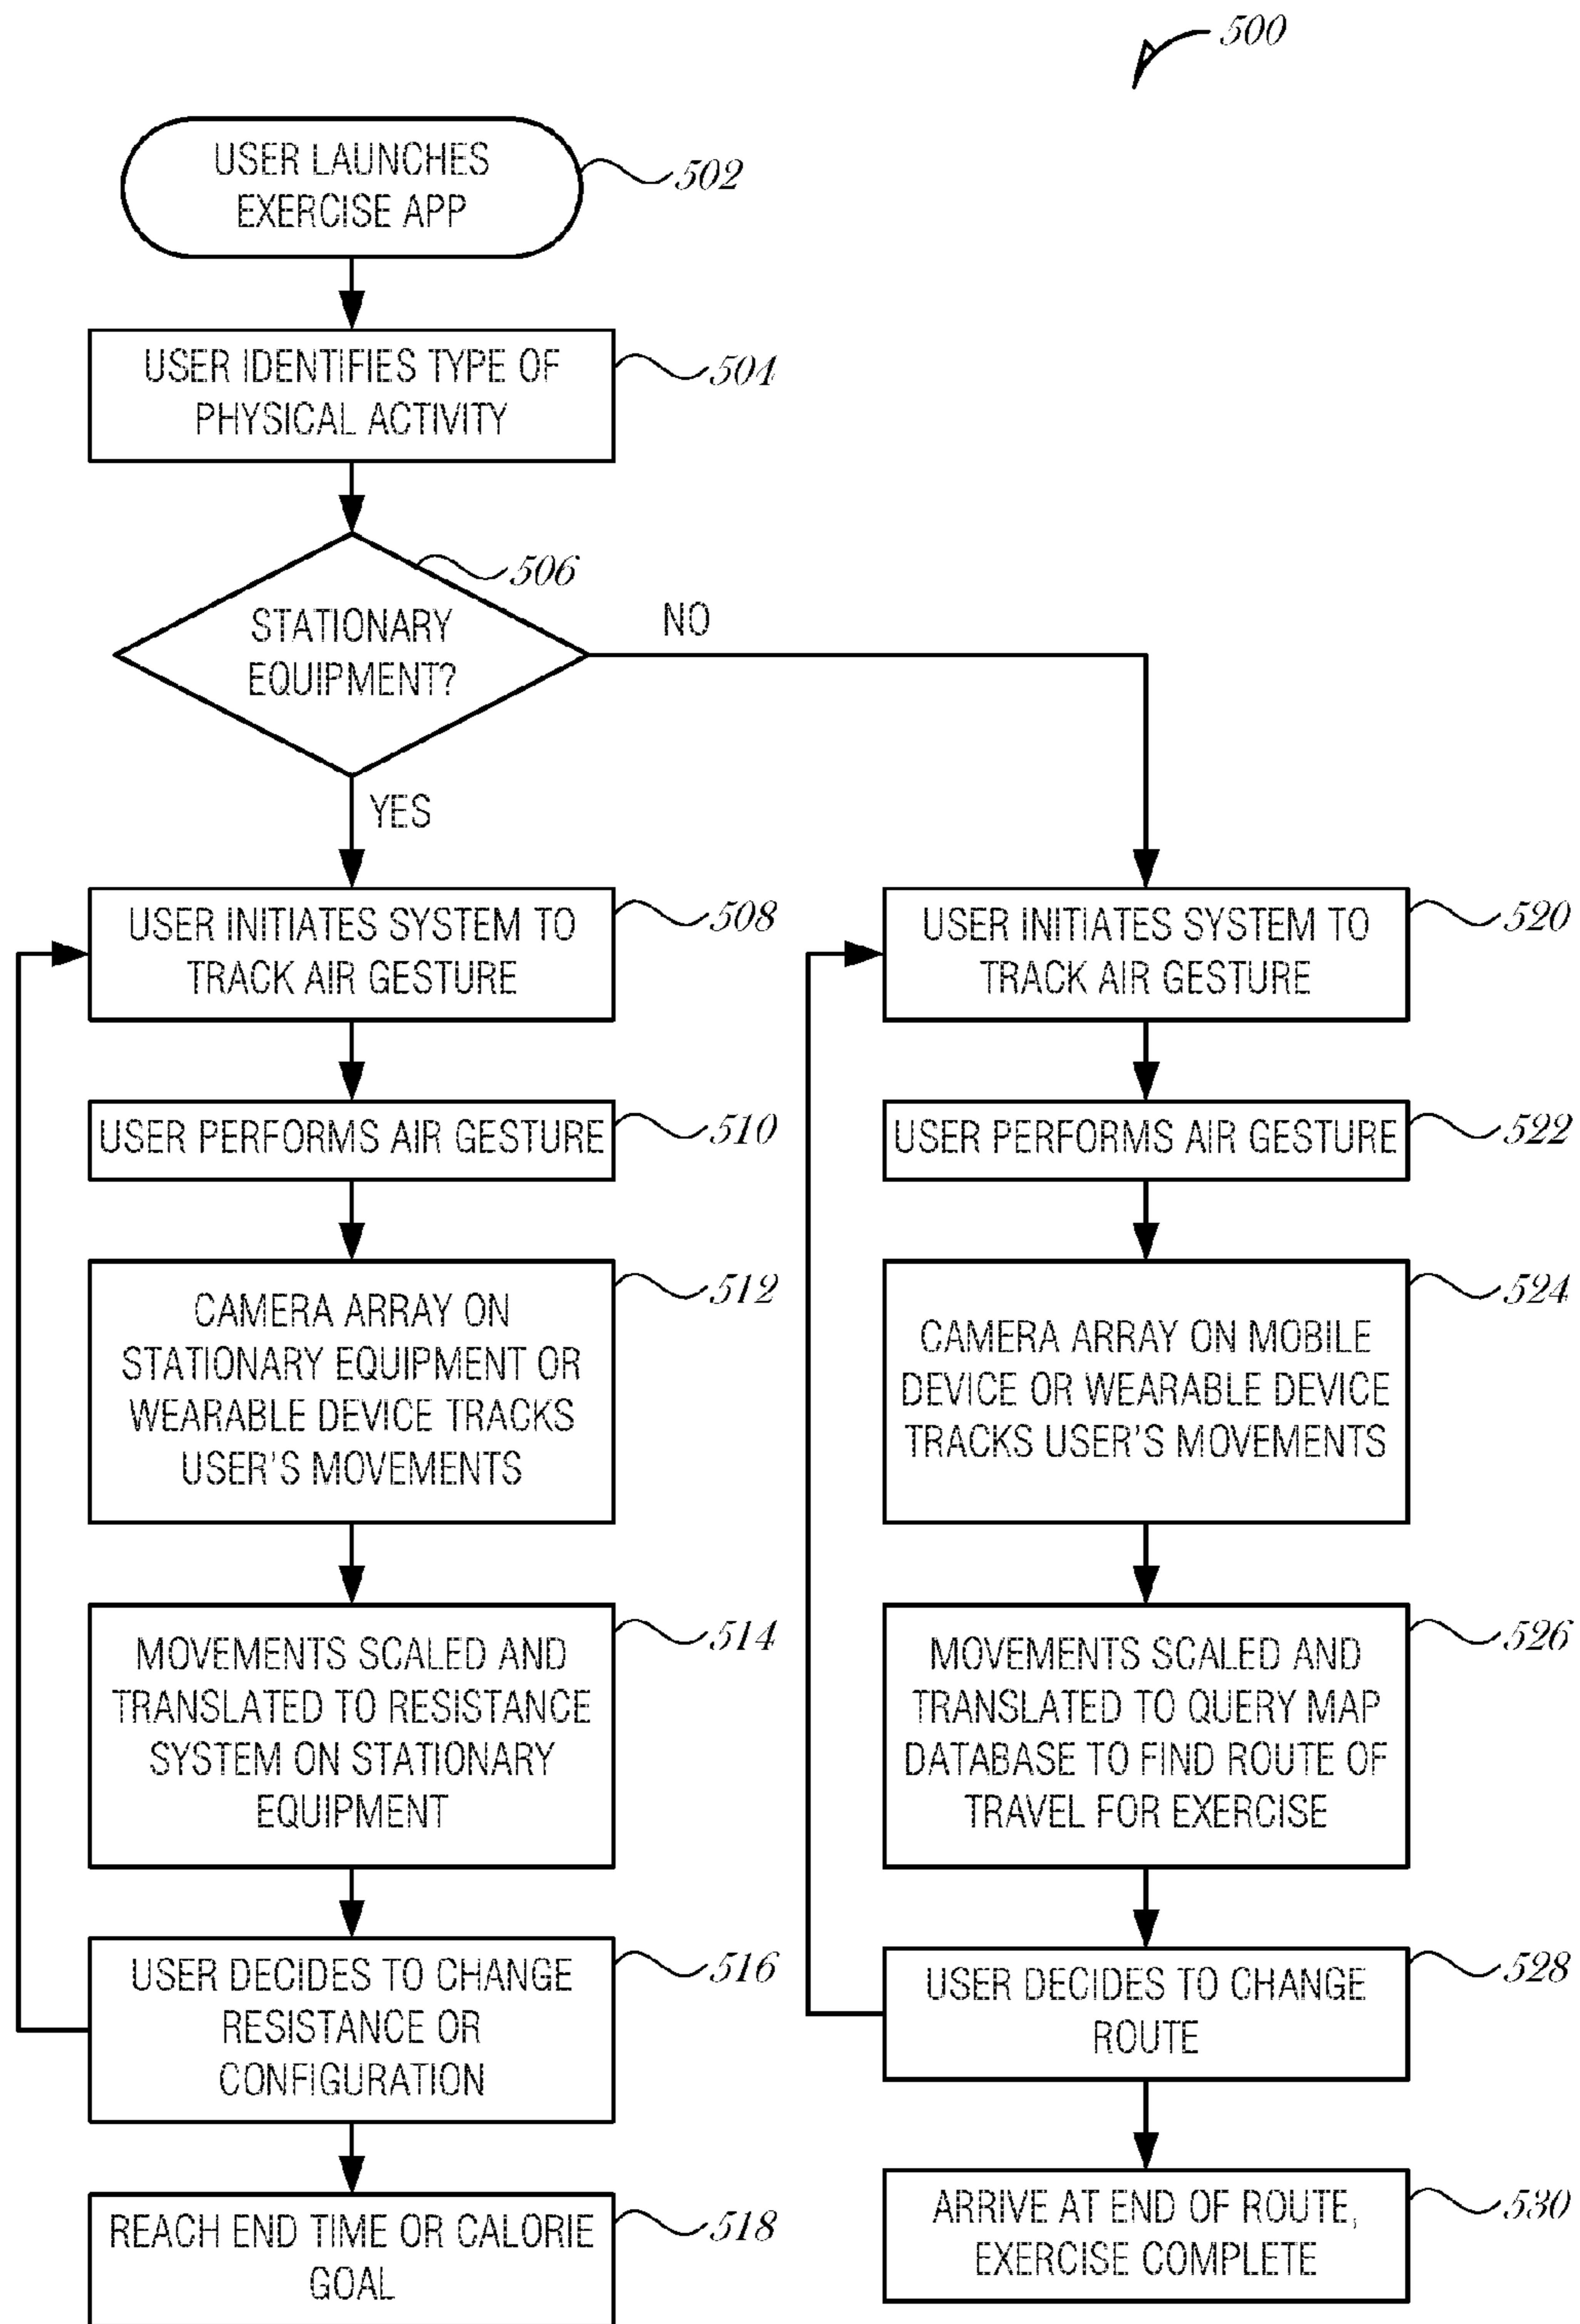 500
USER LAUNCHES
EXERCISE APP
502
USER IDENTIFIES TYPE OF
PHYSICAL ACTIVITY
504
506
STATIONARY
EQUIPMENT?
NO
YES
USER INITIATES SYSTEM TO
TRACK AIR GESTURE
508
USER PERFORMS AIR GESTURE
510
CAMERA ARRAY ON
STATIONARY EQUIPMENT OR
WEARABLE DEVICE TRACKS
USER'S MOVEMENTS
512
MOVEMENTS SCALED AND
TRANSLATED TO RESISTANCE
SYSTEM ON STATIONARY
EQUIPMENT
514
USER DECIDES TO CHANGE
RESISTANCE OR
CONFIGURATION
516
REACH END TIME OR CALORIE
GOAL
518
USER INITIATES SYSTEM TO
TRACK AIR GESTURE
520
USER PERFORMS AIR GESTURE
522
CAMERA ARRAY ON MOBILE
DEVICE OR WEARABLE DEVICE
TRACKS USER'S MOVEMENTS
524
MOVEMENTS SCALED AND
TRANSLATED TO QUERY MAP
DATABASE TO FIND ROUTE OF
TRAVEL FOR EXERCISE
526
USER DECIDES TO CHANGE
ROUTE
528
ARRIVE AT END OF ROUTE,
EXERCISE COMPLETE
530